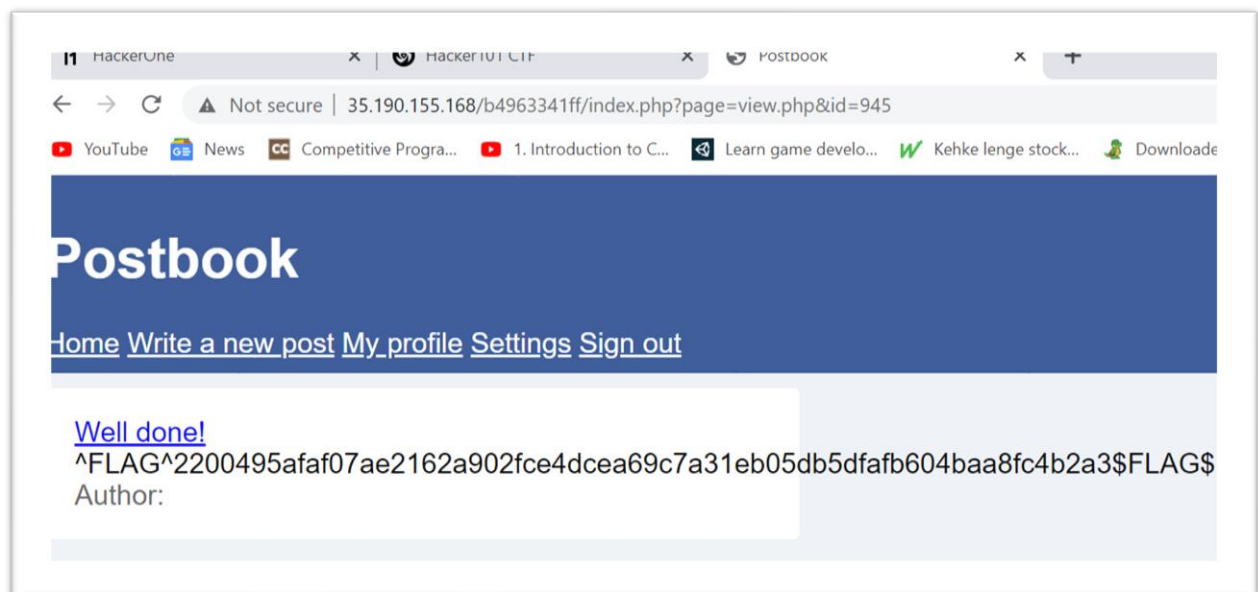 HackerOne Hacker101 CTF Postbook
Not secure | 35.190.155.168/b4963341ff/index.php?page=view.php&id=945
YouTube News Competitive Progra... 1. Introduction to C... Learn game develo... Kehke lenge stock... Downloade
Postbook
Home Write a new post My profile Settings Sign out
Well done!
^FLAG^2200495afaf07ae2162a902fce4dcea69c7a31eb05db5dfafb604baa8fc4b2a3$FLAG$
Author: